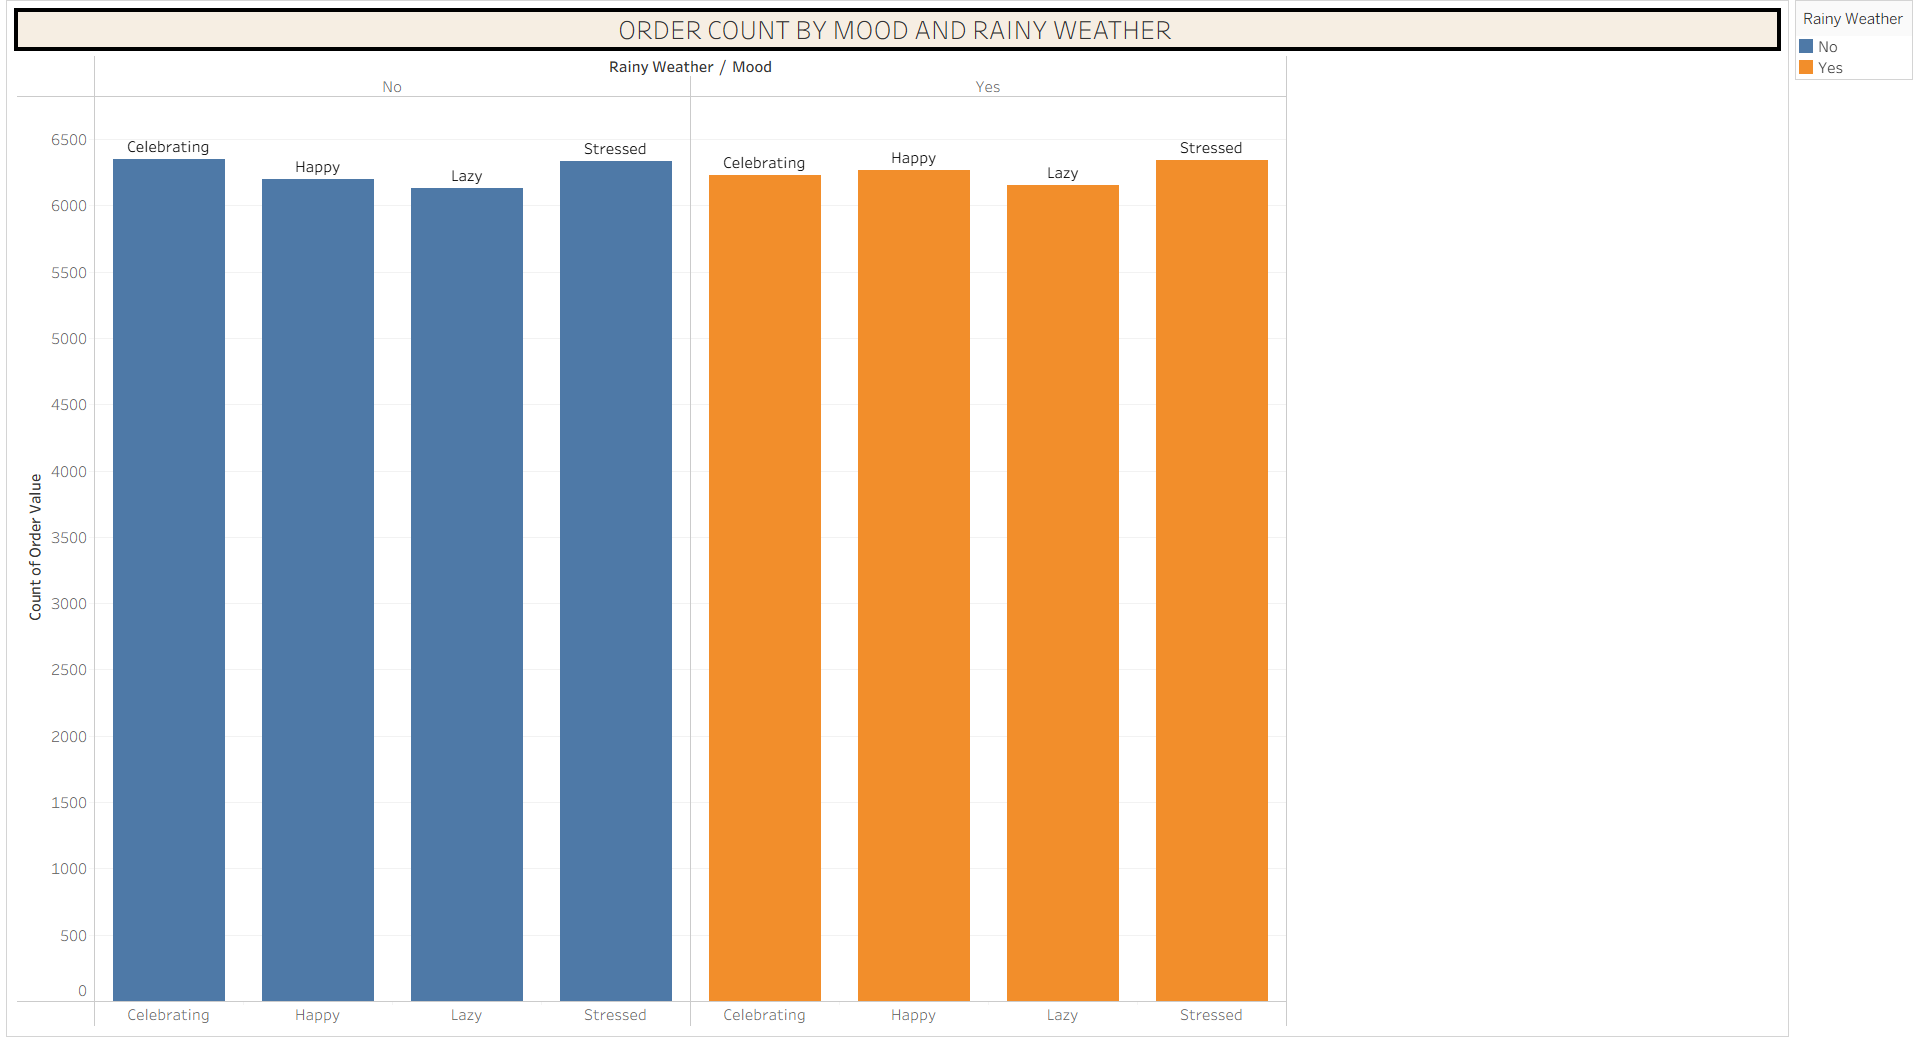 ORDER COUNT BY MOOD AND RAINY WEATHER
Rainy Weather
No
Yes
Rainy Weather / Mood
No Yes
Count of Order Value
6500
6000
5500
5000
4500
4000
3500
3000
2500
2000
1500
1000
500
0
Celebrating Happy Lazy Stressed Celebrating Happy Lazy Stressed
Celebrating Happy Lazy Stressed Celebrating Happy Lazy Stressed